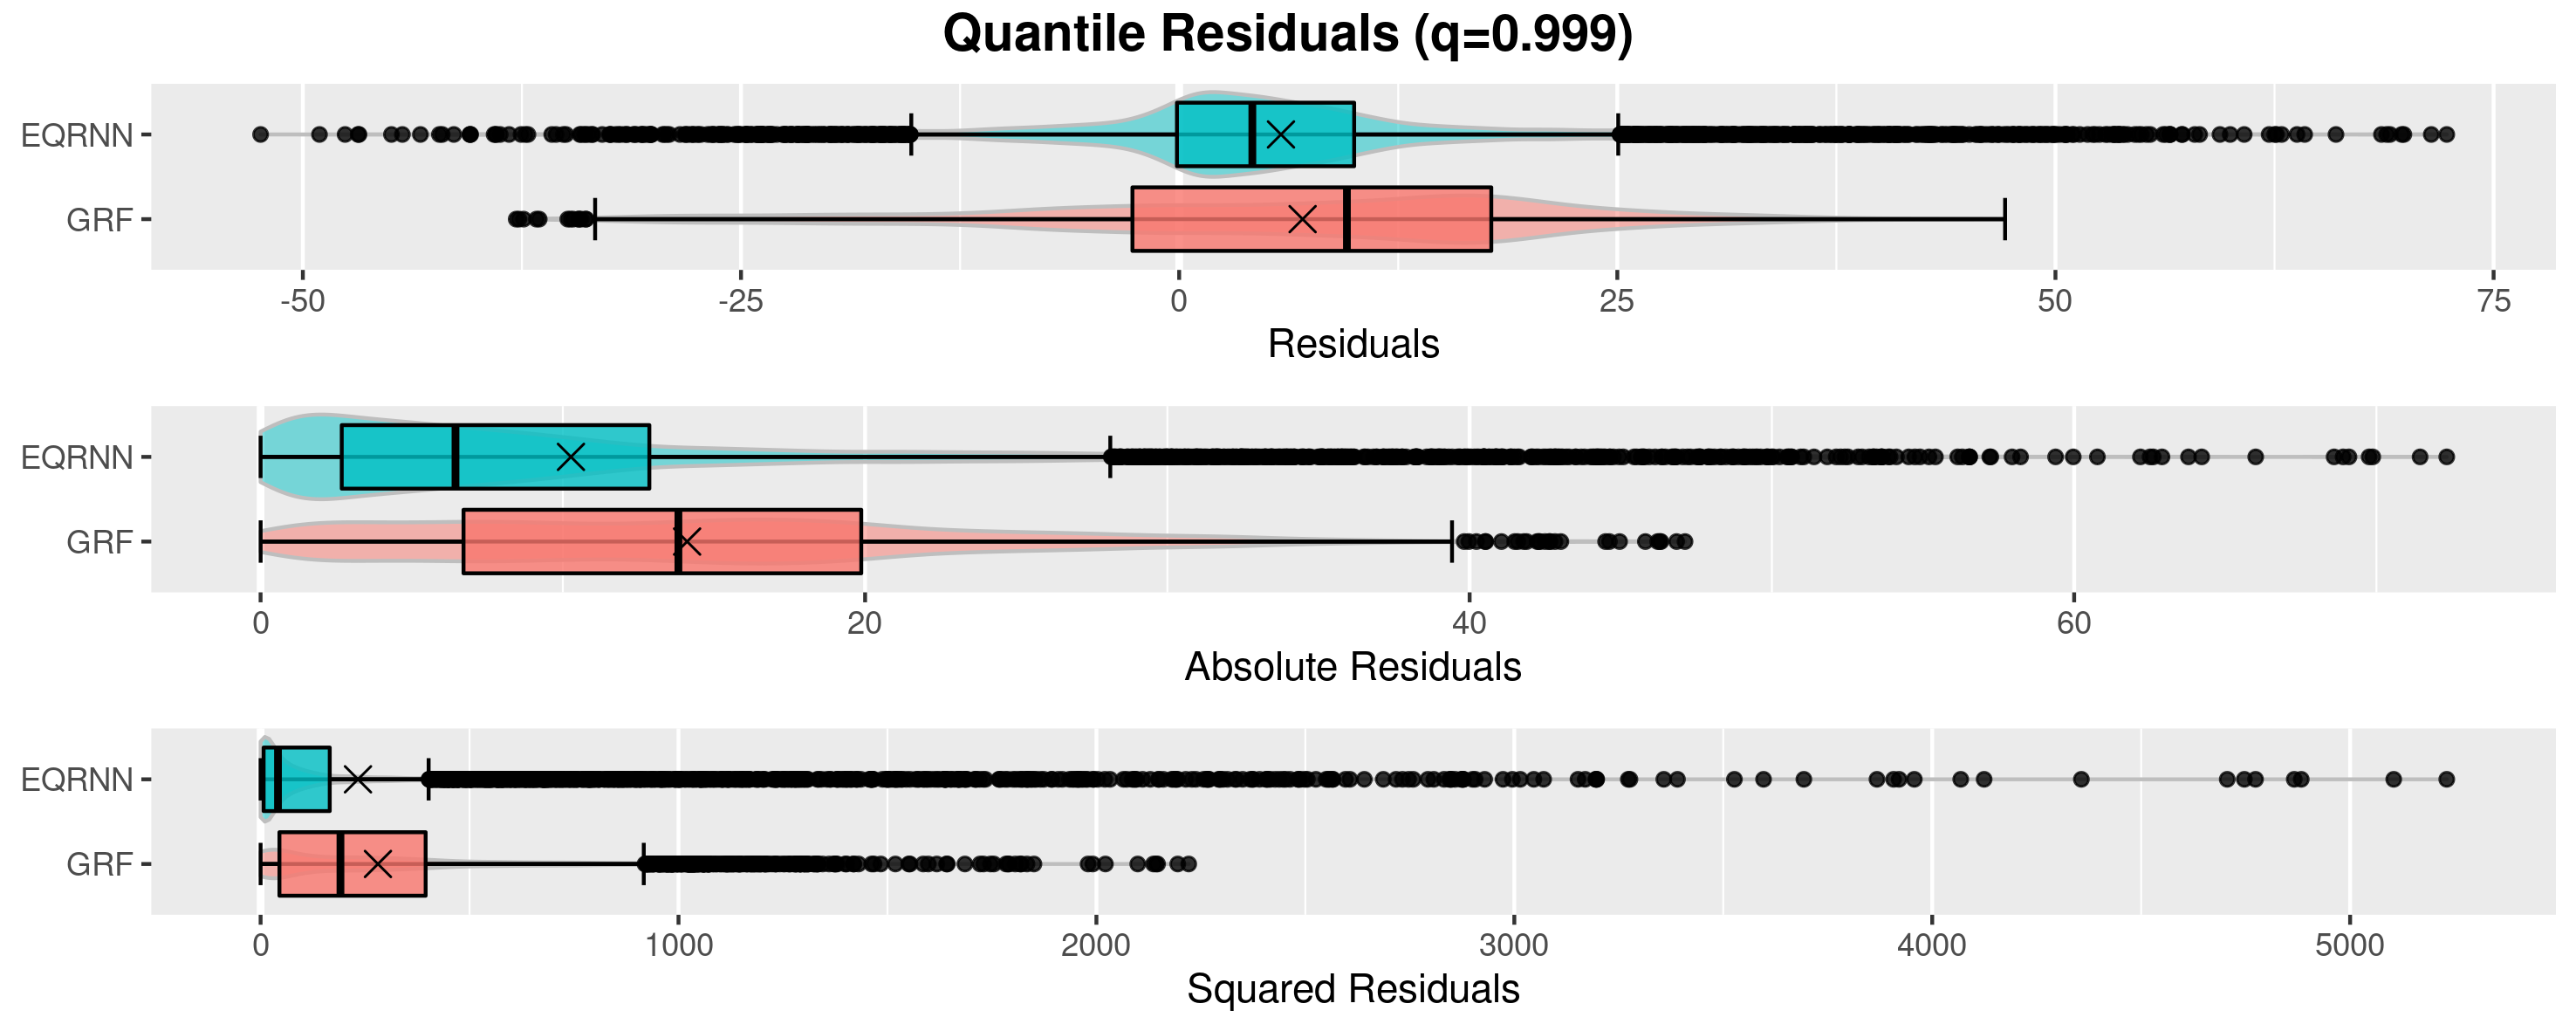 Quantile Residuals (q=0.999)
EQRNN
GRF
-50 -25 0 25 50 75
Residuals
EQRNN
GRF
0 20 40 60
Absolute Residuals
EQRNN
GRF
0 1000 2000 3000 4000 5000
Squared Residuals